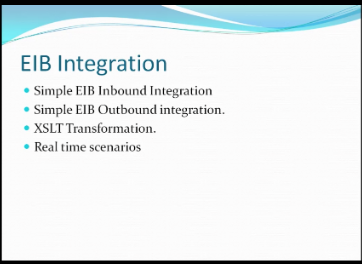 EIB Integration
Simple EIB Inbound Integration
Simple EIB Outbound integration.
XSLT Transformation.
Real time scenarios